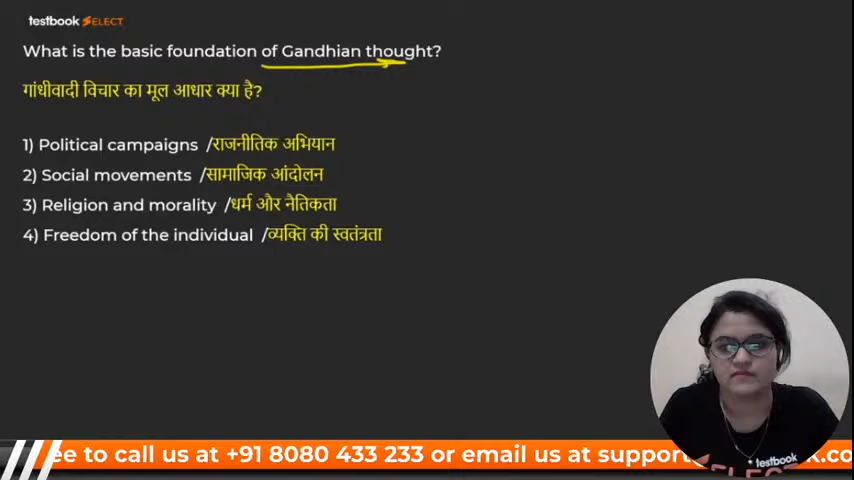 testbook SELECT
What is the basic foundation of Gandhian thought?
गांधीवादी विचार का मूल आधार क्या है?
1) Political campaigns /राजनीतिक अभियान
2) Social movements /सामाजिक आंदोलन
3) Religion and morality /धर्म और नैतिकता
4) Freedom of the individual /व्यक्ति की स्वतंत्रता
testbook
SELECT
ee to call us at +91 8080 433 233 or email us at support k.co